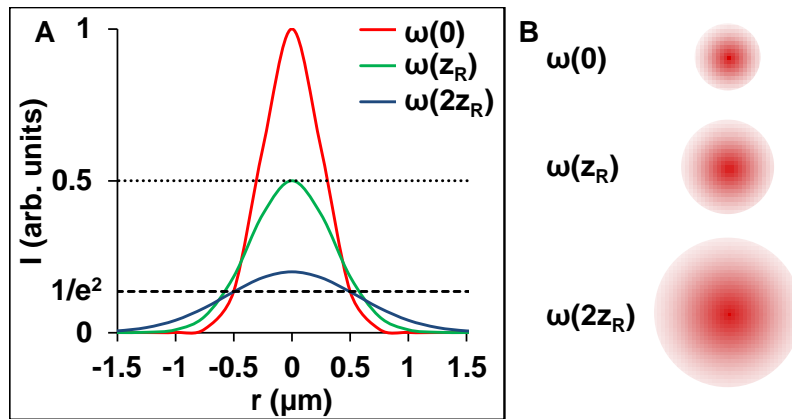 A
B
ω(0)
ω(z_R)
ω(2z_R)
1
0.5
1/e²
0
I (arb. units)
-1.5 -1 -0.5 0 0.5 1 1.5
r (µm)
ω(0)
ω(z_R)
ω(2z_R)